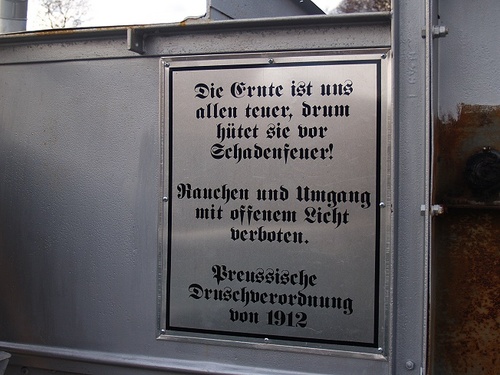 Die Ernte ist uns
allen teuer, drum
hütet sie vor
Schadenfeuer!
Rauchen und Umgang
mit offenem Licht
verboten.
Preussische
Druschverordnung
von 1912